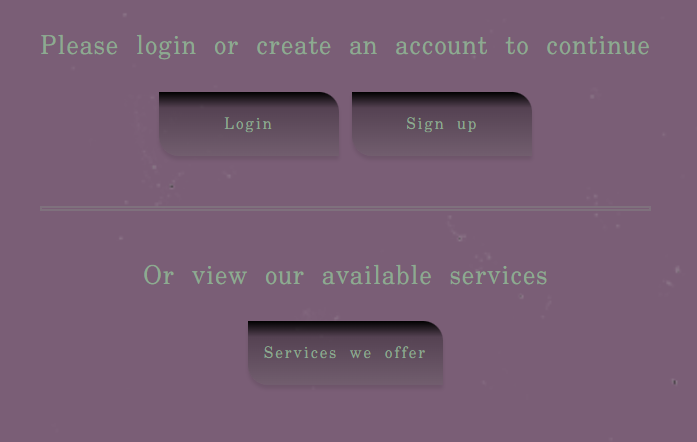 Please login or create an account to continue
Login
Sign up
Or view our available services
Services we offer